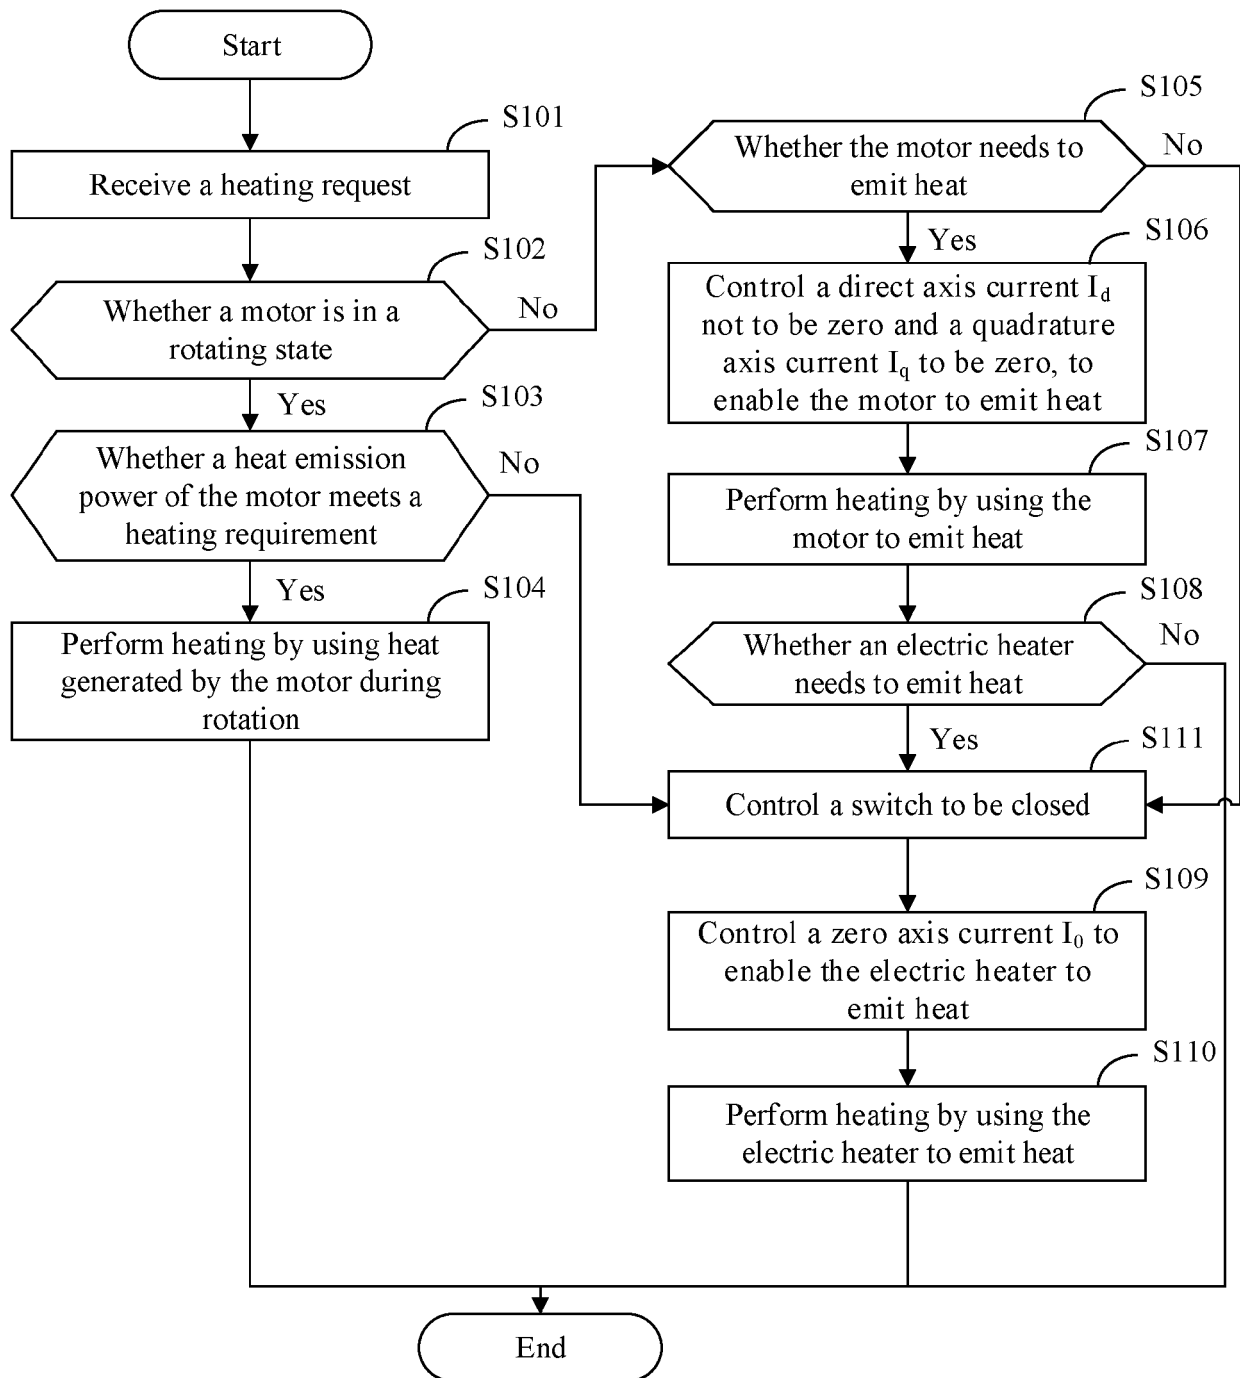 Start
S101
Receive a heating request
S102
Whether a motor is in a
rotating state
No
Yes
S103
Whether a heat emission
power of the motor meets a
heating requirement
No
Yes
S104
Perform heating by using heat
generated by the motor during
rotation
S105
Whether the motor needs to
emit heat
No
Yes
S106
Control a direct axis current I_d
not to be zero and a quadrature
axis current I_q to be zero, to
enable the motor to emit heat
S107
Perform heating by using the
motor to emit heat
S108
Whether an electric heater
needs to emit heat
No
Yes
S111
Control a switch to be closed
S109
Control a zero axis current I₀ to
enable the electric heater to
emit heat
S110
Perform heating by using the
electric heater to emit heat
End